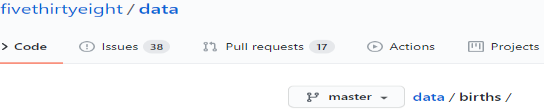 fivethirtyeight / data
Code Issues 38 Pull requests 17 Actions Projects
master data / births /